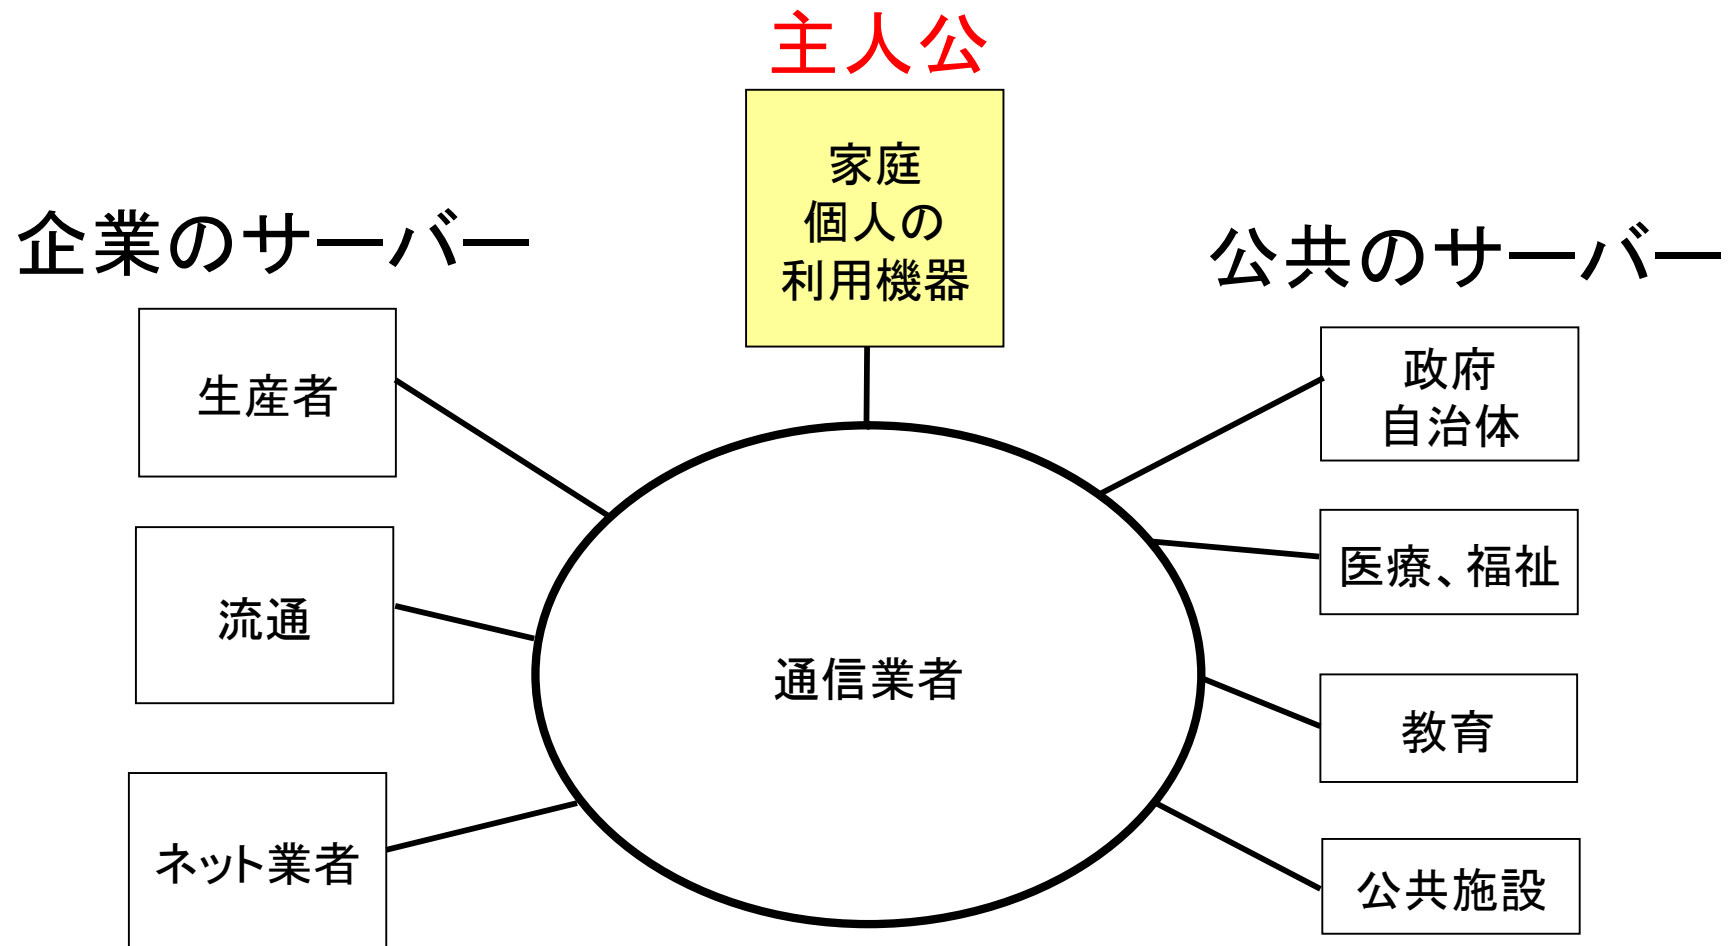 主人公
家庭
個人の
利用機器
企業のサーバー
公共のサーバー
生産者
政府
自治体
流通
医療、福祉
通信業者
教育
ネット業者
公共施設